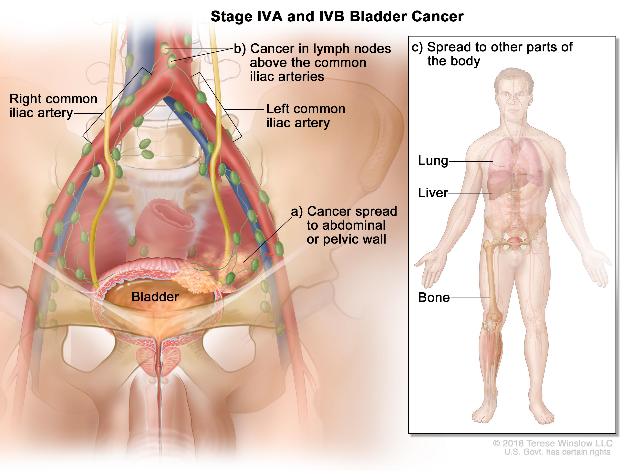 Stage IVA and IVB Bladder Cancer
b) Cancer in lymph nodes
above the common
iliac arteries
Right common
iliac artery
Left common
iliac artery
a) Cancer spread
to abdominal
or pelvic wall
Bladder
c) Spread to other parts of
the body
Lung
Liver
Bone
© 2018 Terese Winslow LLC
U.S. Govt. has certain rights